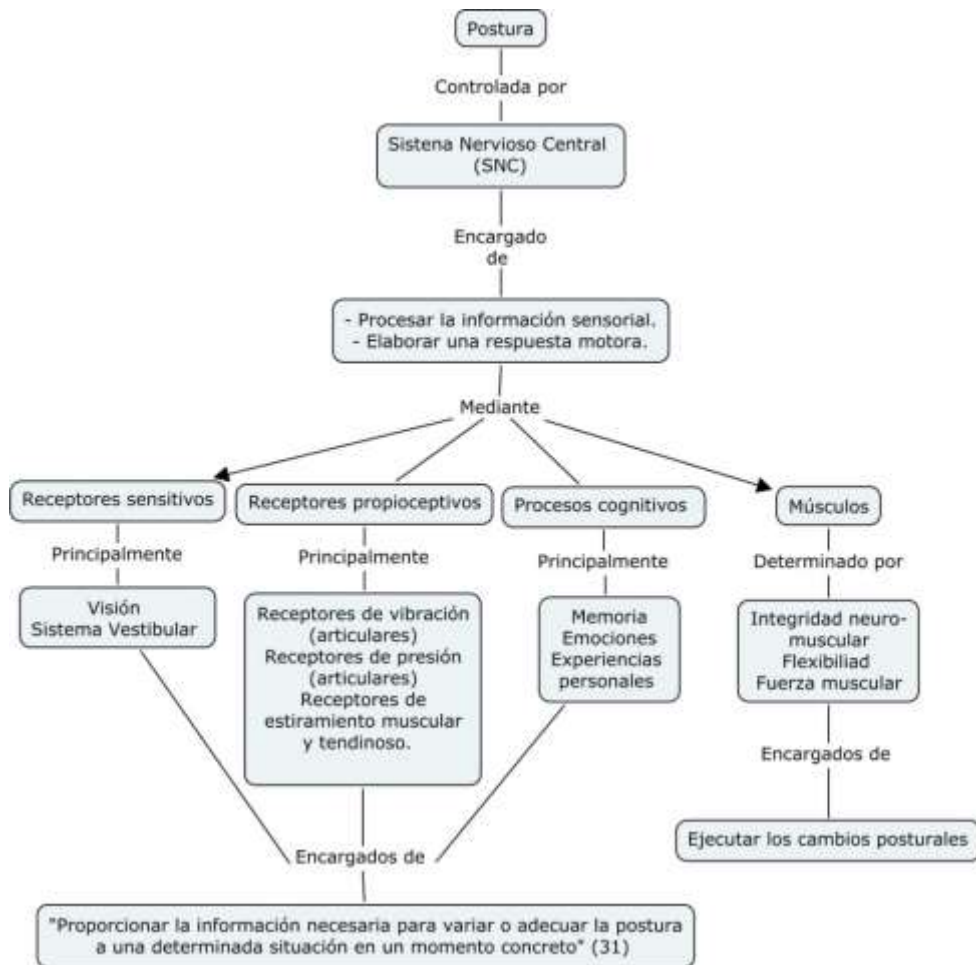 Postura
Controlada por
Sistena Nervioso Central
(SNC)
Encargado
de
- Procesar la información sensorial.
- Elaborar una respuesta motora.
Mediante
Receptores sensitivos
Receptores propioceptivos
Procesos cognitivos
Músculos
Principalmente
Principalmente
Principalmente
Determinado por
Visión
Sistema Vestibular
Receptores de vibración
(articulares)
Receptores de presión
(articulares)
Receptores de
estiramiento muscular
y tendinoso.
Memoria
Emociones
Experiencias
personales
Integridad neuro-
muscular
Flexibiliad
Fuerza muscular
Encargados de
Ejecutar los cambios posturales
Encargados de
"Proporcionar la información necesaria para variar o adecuar la postura
a una determinada situación en un momento concreto" (31)